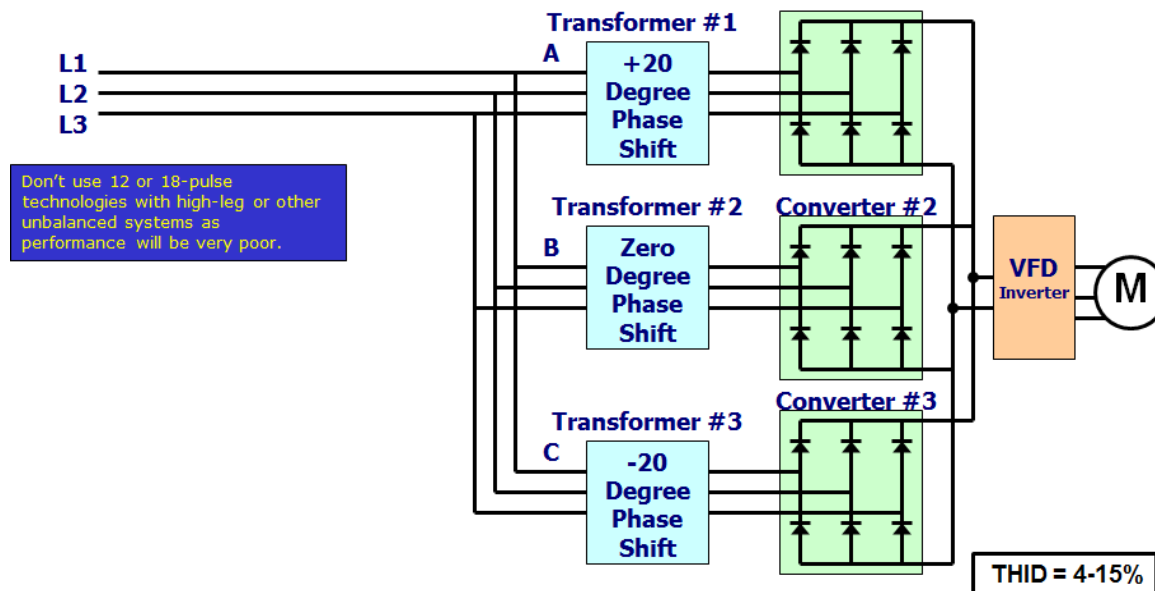 Transformer #1
L1
L2
L3
A
+20
Degree
Phase
Shift
Don't use 12 or 18-pulse
technologies with high-leg or other
unbalanced systems as
performance will be very poor.
Transformer #2
Converter #2
B
Zero
Degree
Phase
Shift
VFD
Inverter
M
Transformer #3
Converter #3
C
-20
Degree
Phase
Shift
THID = 4-15%